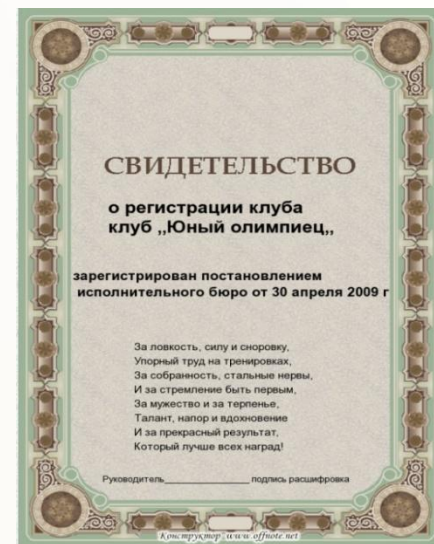 СВИДЕТЕЛЬСТВО
о регистрации клуба
клуб ,,Юный олимпиец,,
зарегистрирован постановлением
исполнительного бюро от 30 апреля 2009 г
За ловкость, силу и сноровку,
Упорный труд на тренировках,
За собранность, стальные нервы,
И за стремление быть первым,
За мужество и за терпенье,
Талант, напор и вдохновение
И за прекрасный результат,
Который лучше всех наград!
Руководитель____________________ подпись расшифровка
Конструктор www.offnote.net